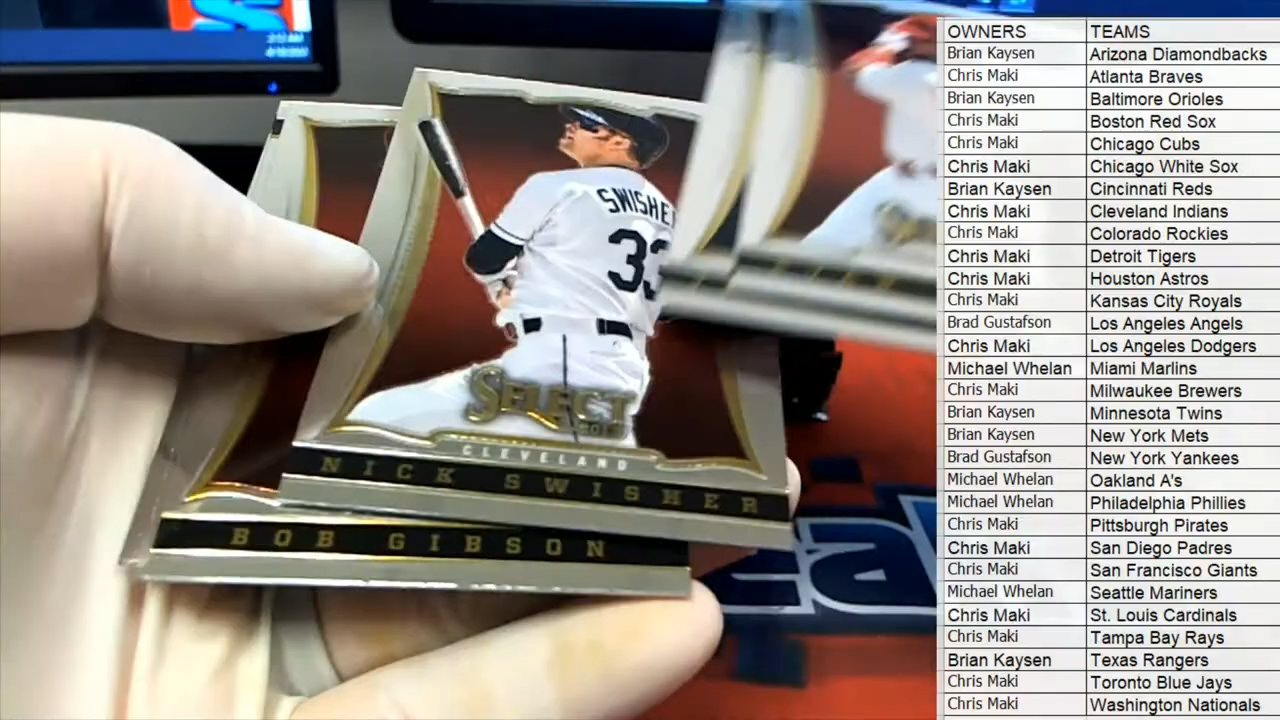 3:12 AM
OWNERS TEAMS
Brian Kaysen Arizona Diamondbacks
Chris Maki Atlanta Braves
Brian Kaysen Baltimore Orioles
Chris Maki Boston Red Sox
Chris Maki Chicago Cubs
Chris Maki Chicago White Sox
Brian Kaysen Cincinnati Reds
Chris Maki Cleveland Indians
Chris Maki Colorado Rockies
Chris Maki Detroit Tigers
Chris Maki Houston Astros
Chris Maki Kansas City Royals
Brad Gustafson Los Angeles Angels
Chris Maki Los Angeles Dodgers
Michael Whelan Miami Marlins
Chris Maki Milwaukee Brewers
Brian Kaysen Minnesota Twins
Brian Kaysen New York Mets
Brad Gustafson New York Yankees
Michael Whelan Oakland A's
Michael Whelan Philadelphia Phillies
Chris Maki Pittsburgh Pirates
Chris Maki San Diego Padres
Chris Maki San Francisco Giants
Michael Whelan Seattle Mariners
Chris Maki St. Louis Cardinals
Chris Maki Tampa Bay Rays
Brian Kaysen Texas Rangers
Chris Maki Toronto Blue Jays
Chris Maki Washington Nationals
SWISHER
33
SELECT
CLEVELAND
NICK SWISHER
BOB GIBSON